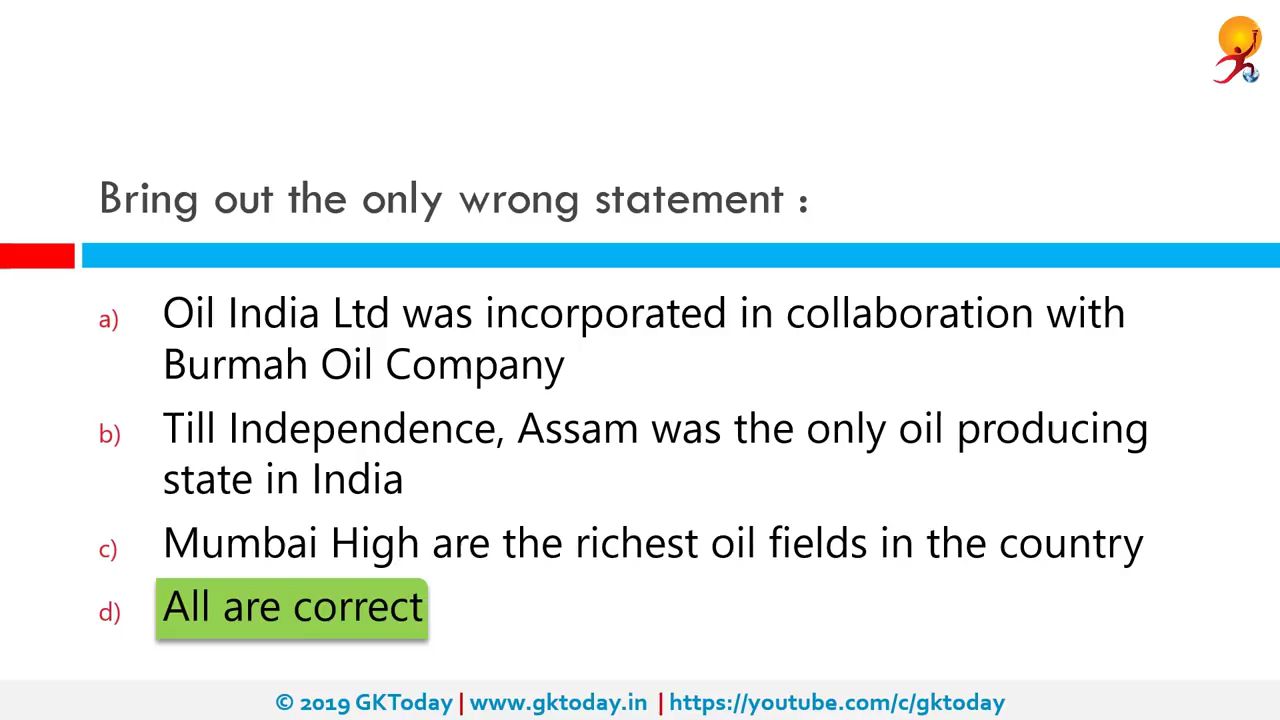 Bring out the only wrong statement :
a) Oil India Ltd was incorporated in collaboration with
Burmah Oil Company
b) Till Independence, Assam was the only oil producing
state in India
c) Mumbai High are the richest oil fields in the country
d) All are correct
© 2019 GKToday | www.gktoday.in | https://youtube.com/c/gktoday